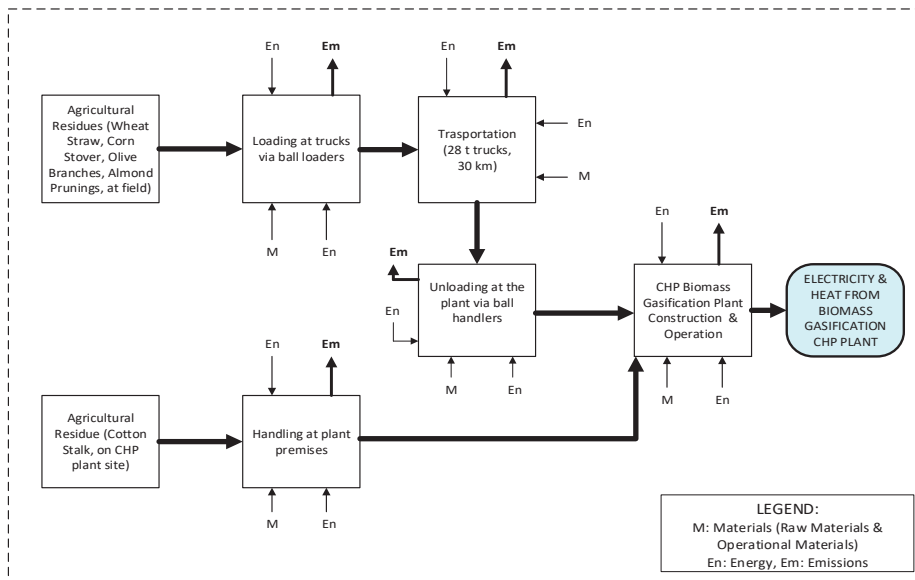 En
Em
En
Em
Agricultural
Residues (Wheat
Straw, Corn
Stover, Olive
Branches, Almond
Prunings, at field)
Loading at trucks
via ball loaders
Trasportation
(28 t trucks,
30 km)
En
M
M
En
Em
En
Unloading at the
plant via ball
handlers
M
En
En
Em
CHP Biomass
Gasification Plant
Construction &
Operation
M
En
ELECTRICITY &
HEAT FROM
BIOMASS
GASIFICATION
CHP PLANT
En
Em
Agricultural
Residue (Cotton
Stalk, on CHP
plant site)
Handling at plant
premises
M
En
LEGEND:
M: Materials (Raw Materials &
Operational Materials)
En: Energy, Em: Emissions